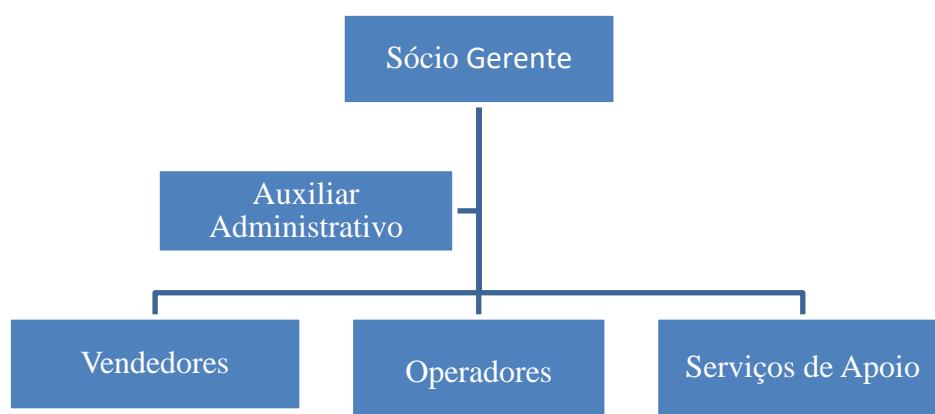 Sócio Gerente
Auxiliar
Administrativo
Vendedores
Operadores
Serviços de Apoio